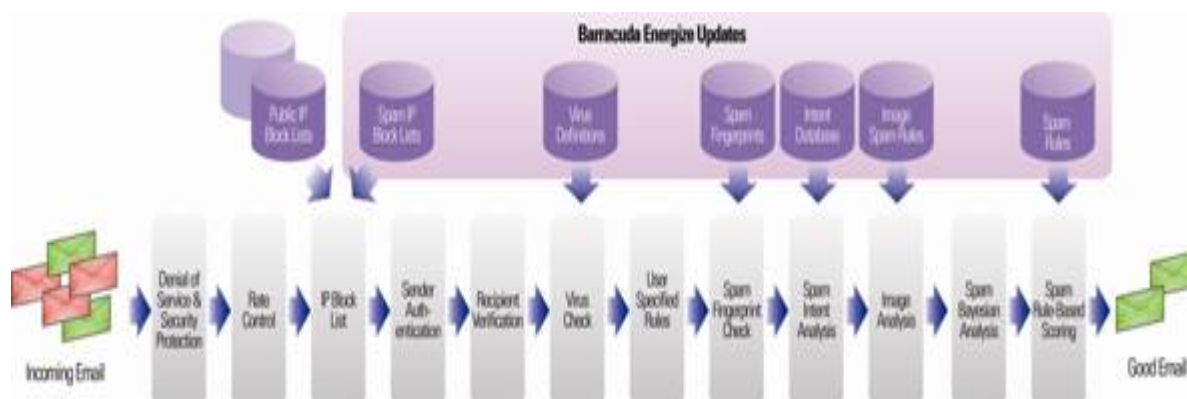 Barracuda Energize Updates
Public IP
Block Lists
Spam IP
Block Lists
Virus
Definitions
Spam
Fingerprints
Intent
Database
Image
Spam Rules
Spam
Rules
Incoming Email
Denial of
Service &
Security
Protection
Rate
Control
IP Block
List
Sender
Auth-
entication
Recipient
Verification
Virus
Check
User
Specified
Rules
Spam
Fingerprint
Check
Spam
Intent
Analysis
Image
Analysis
Spam
Bayesian
Analysis
Spam
Rule-Based
Scoring
Good Email